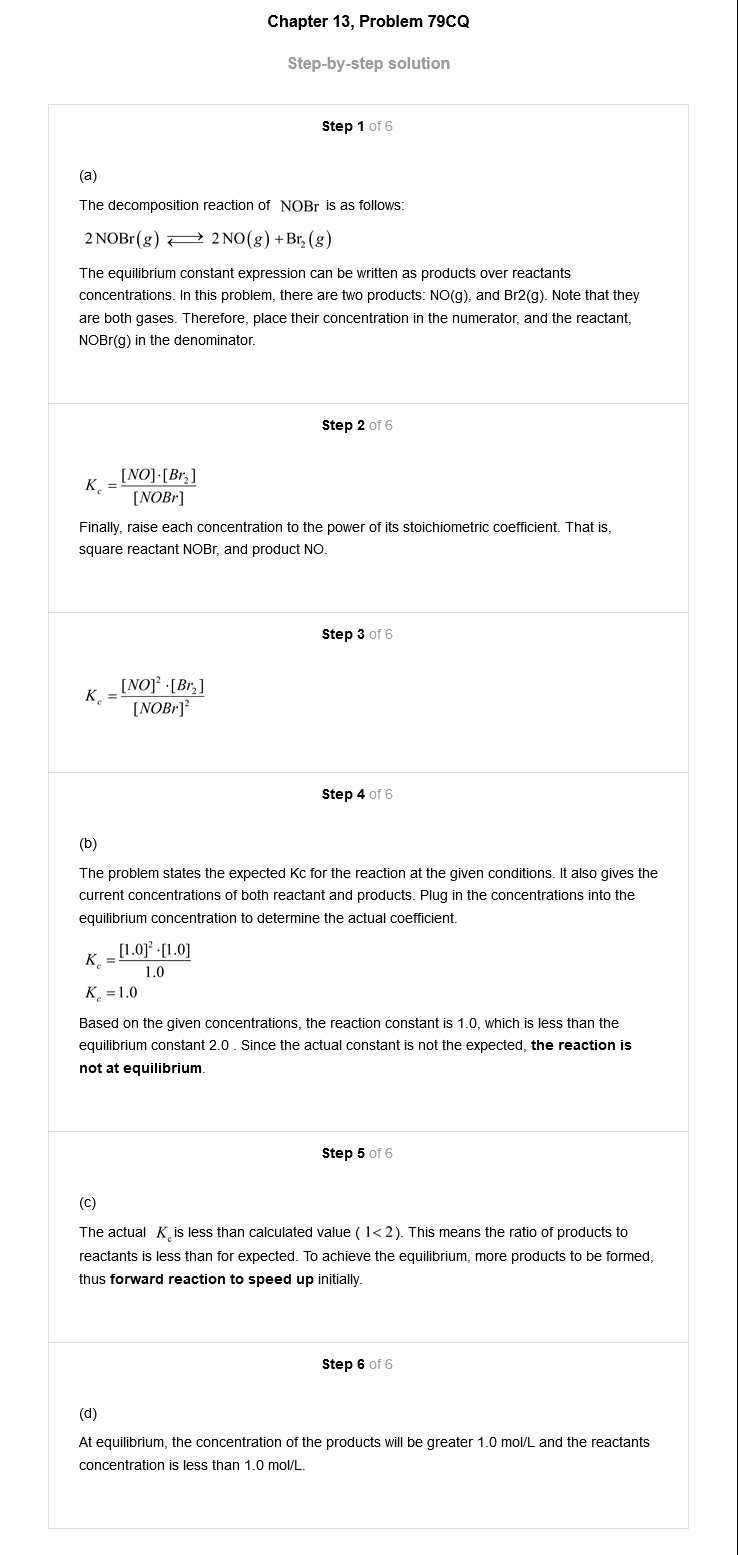 Chapter 13, Problem 79CQ
Step-by-step solution
Step 1 of 6
(a)
The decomposition reaction of NOBr is as follows:
2 NOBr(g) ⇌ 2 NO(g) + Br₂(g)
The equilibrium constant expression can be written as products over reactants
concentrations. In this problem, there are two products: NO(g), and Br2(g). Note that they
are both gases. Therefore, place their concentration in the numerator, and the reactant,
NOBr(g) in the denominator.
Step 2 of 6
K_c = [NO]·[Br₂] / [NOBr]
Finally, raise each concentration to the power of its stoichiometric coefficient. That is,
square reactant NOBr, and product NO.
Step 3 of 6
K_c = [NO]² ·[Br₂] / [NOBr]²
Step 4 of 6
(b)
The problem states the expected Kc for the reaction at the given conditions. It also gives the
current concentrations of both reactant and products. Plug in the concentrations into the
equilibrium concentration to determine the actual coefficient.
K_c = [1.0]² ·[1.0] / 1.0
K_c = 1.0
Based on the given concentrations, the reaction constant is 1.0, which is less than the
equilibrium constant 2.0 . Since the actual constant is not the expected, the reaction is
not at equilibrium.
Step 5 of 6
(c)
The actual K_c is less than calculated value ( 1< 2). This means the ratio of products to
reactants is less than for expected. To achieve the equilibrium, more products to be formed,
thus forward reaction to speed up initially.
Step 6 of 6
(d)
At equilibrium, the concentration of the products will be greater 1.0 mol/L and the reactants
concentration is less than 1.0 mol/L.